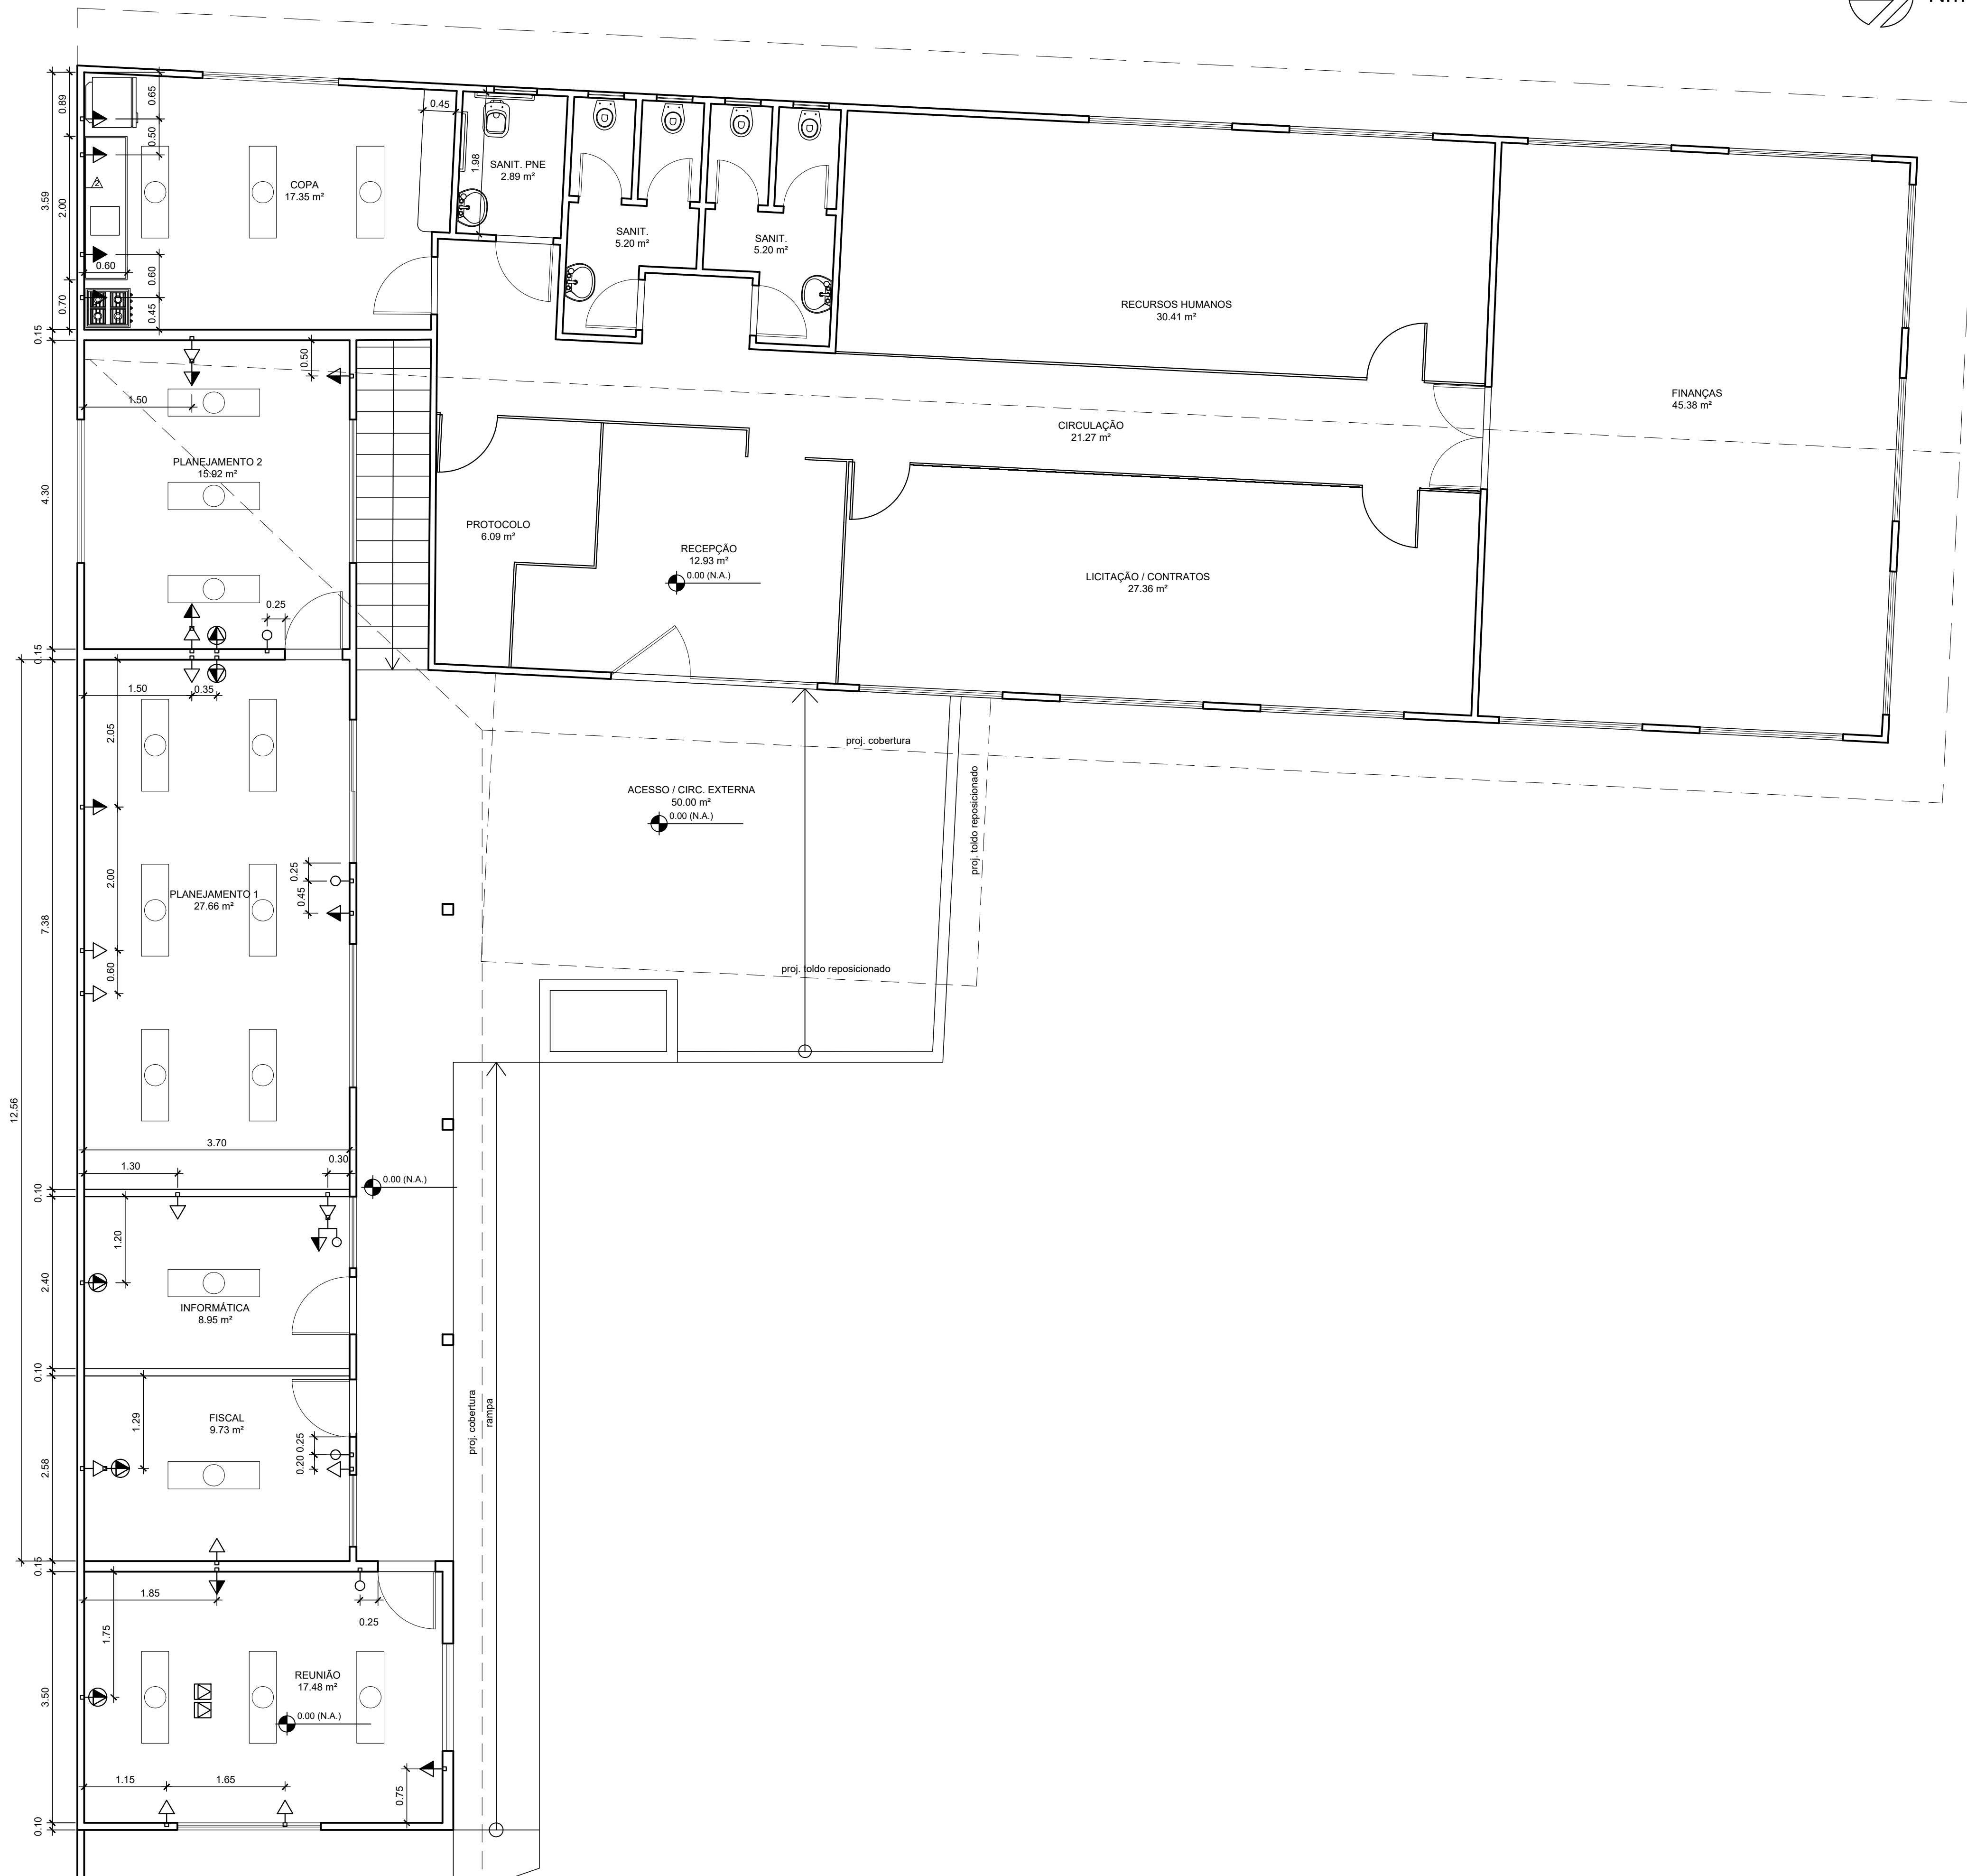 0.89
0.65
0.50
0.45
3.59
2.00
COPA
17.35 m²
SANIT. PNE
2.89 m²
1.98
0.60
0.60
0.70
0.45
0.15
SANIT.
5.20 m²
SANIT.
5.20 m²
RECURSOS HUMANOS
30.41 m²
FINANÇAS
45.38 m²
CIRCULAÇÃO
21.27 m²
0.50
1.50
PLANEJAMENTO 2
15.92 m²
4.30
PROTOCOLO
6.09 m²
RECEPÇÃO
12.93 m²
0.00 (N.A.)
LICITAÇÃO / CONTRATOS
27.36 m²
0.25
0.15
1.50
0.35
2.05
proj. cobertura
proj. toldo reposicionado
ACESSO / CIRC. EXTERNA
50.00 m²
0.00 (N.A.)
2.00
0.25
0.45
PLANEJAMENTO 1
27.66 m²
7.38
0.60
proj. toldo reposicionado
12.56
3.70
1.30
0.30
0.00 (N.A.)
0.10
1.20
2.40
INFORMÁTICA
8.95 m²
0.10
1.29
FISCAL
9.73 m²
0.25
0.20
2.58
proj. cobertura
rampa
0.15
1.85
0.25
1.75
REUNIÃO
17.48 m²
3.50
0.00 (N.A.)
1.15
1.65
0.75
0.10